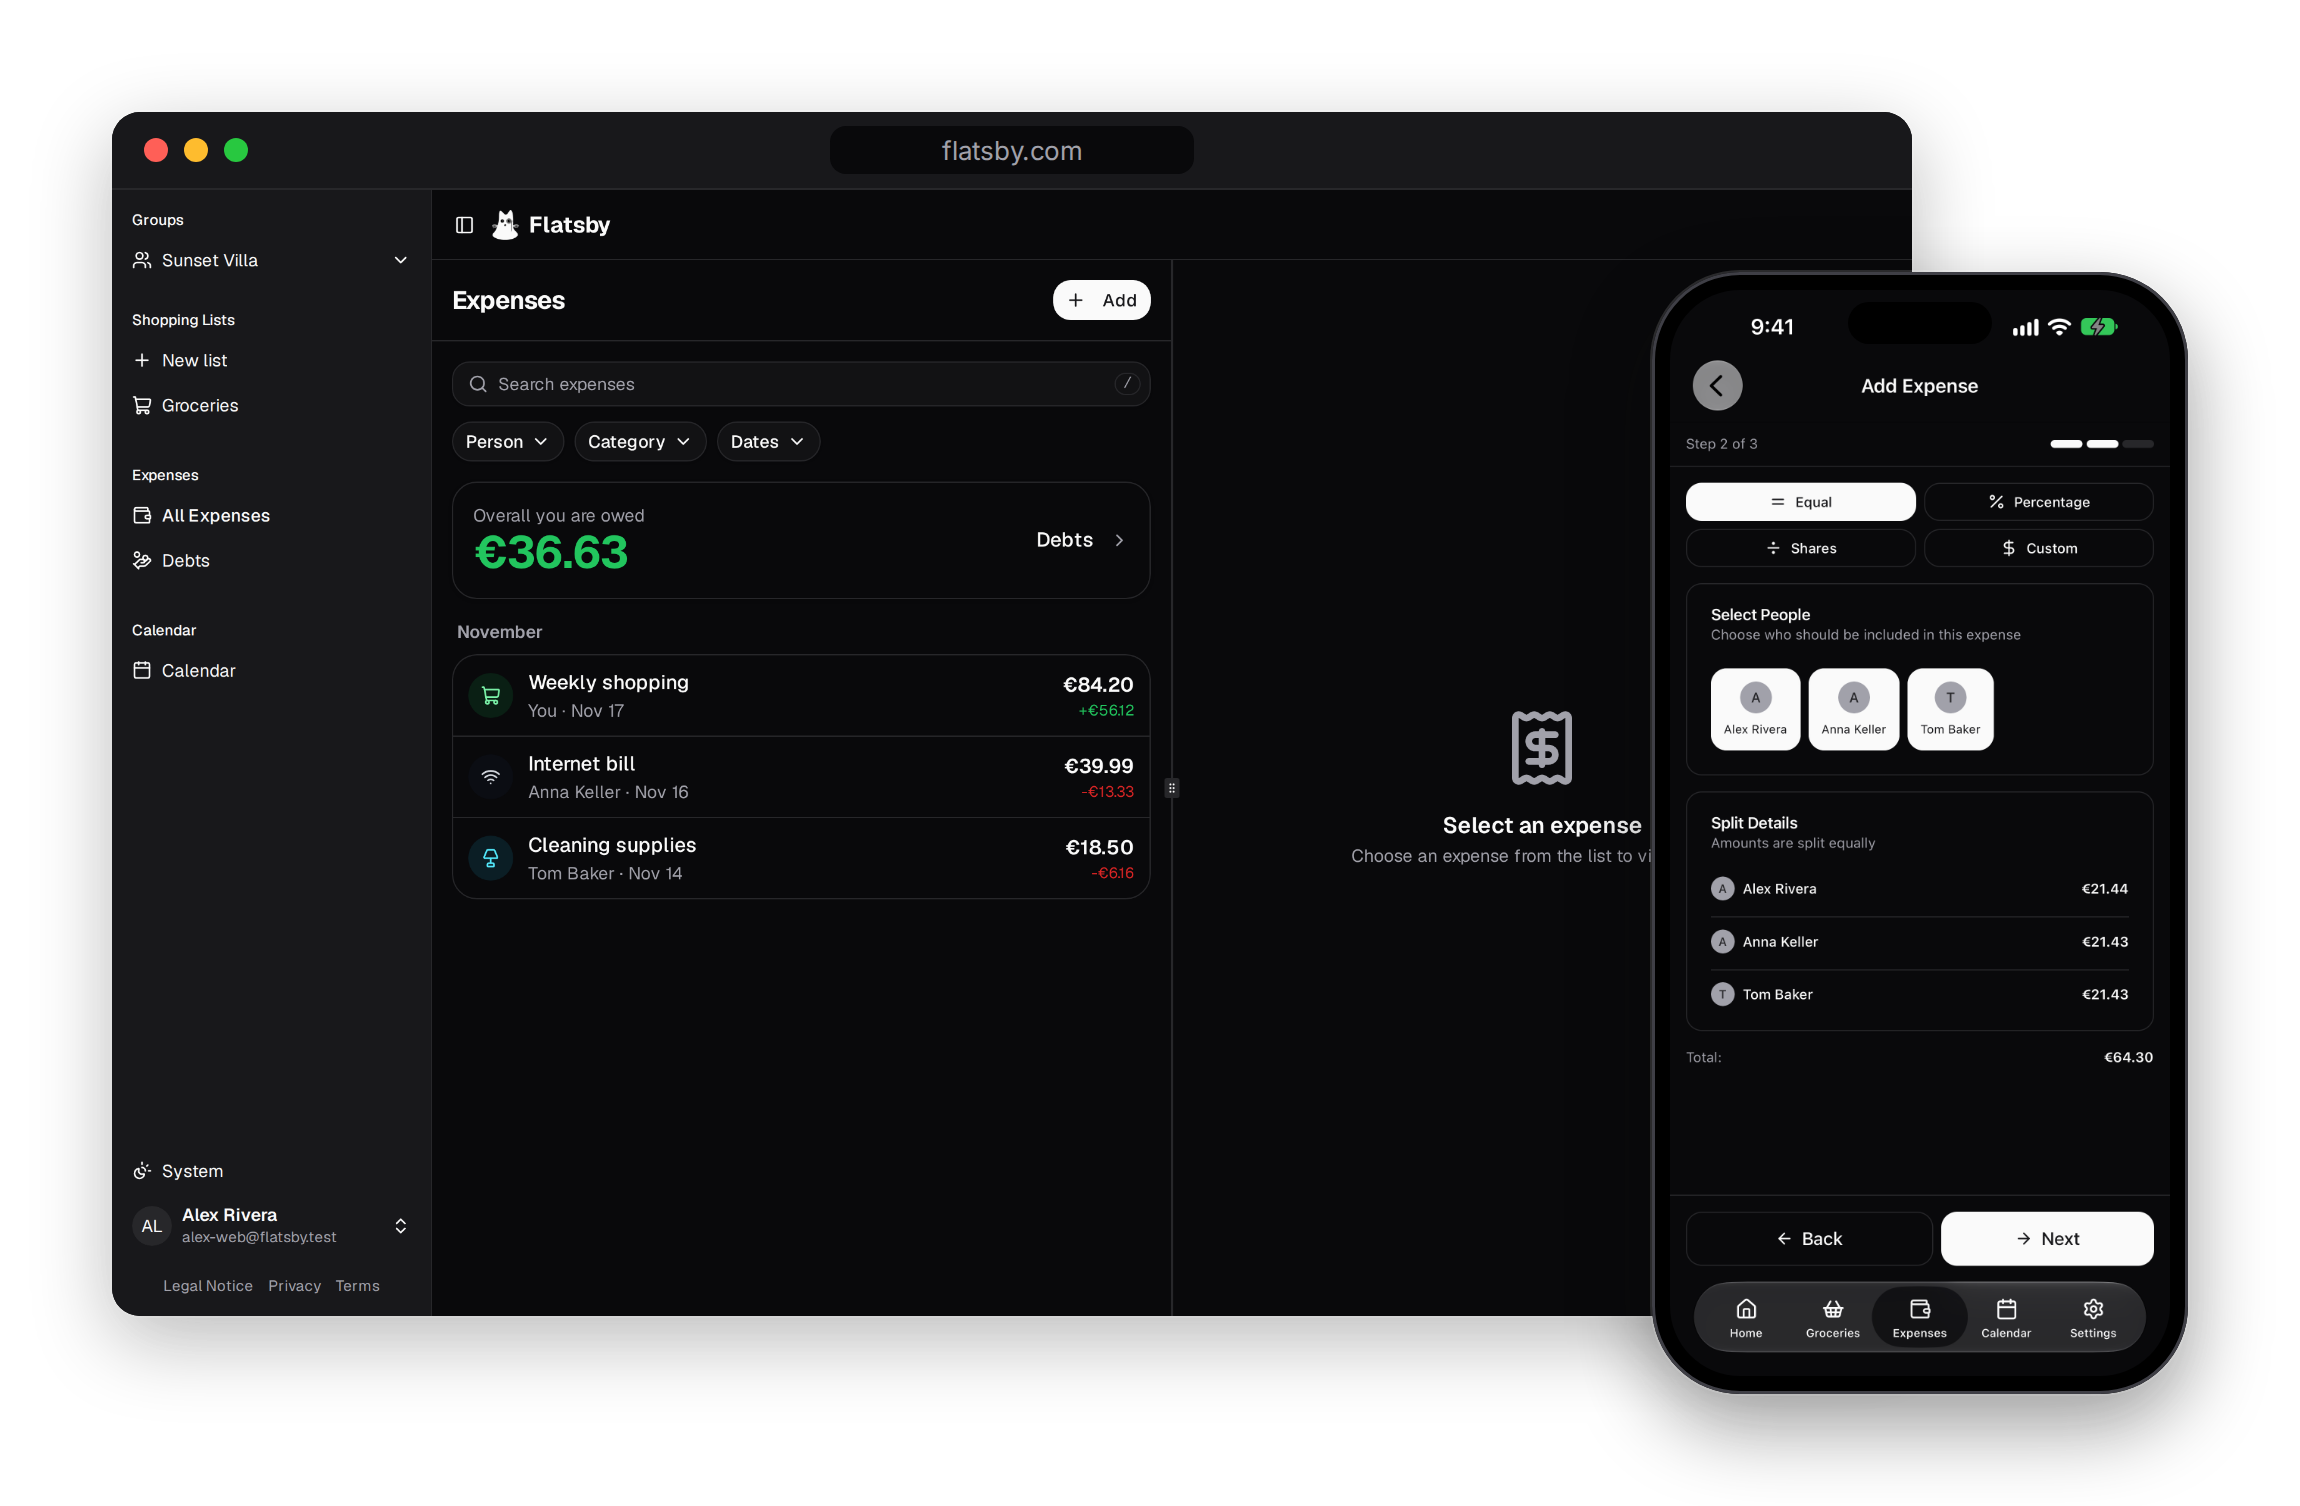 flatsby.com
Groups
Sunset Villa
Shopping Lists
New list
Groceries
Expenses
All Expenses
Debts
Calendar
Calendar
System
AL
Alex Rivera
alex-web@flatsby.test
Legal Notice Privacy Terms
Flatsby
Expenses
Add
Search expenses /
Person Category Dates
Overall you are owed
€36.63
Debts
November
Weekly shopping €84.20
You · Nov 17 +€56.12
Internet bill €39.99
Anna Keller · Nov 16 -€13.33
Cleaning supplies €18.50
Tom Baker · Nov 14 -€6.16
Select an expense
Choose an expense from the list to vi
9:41
Add Expense
Step 2 of 3
Equal Percentage
Shares Custom
Select People
Choose who should be included in this expense
A A T
Alex Rivera Anna Keller Tom Baker
Split Details
Amounts are split equally
A Alex Rivera €21.44
A Anna Keller €21.43
T Tom Baker €21.43
Total: €64.30
Back Next
Home Groceries Expenses Calendar Settings